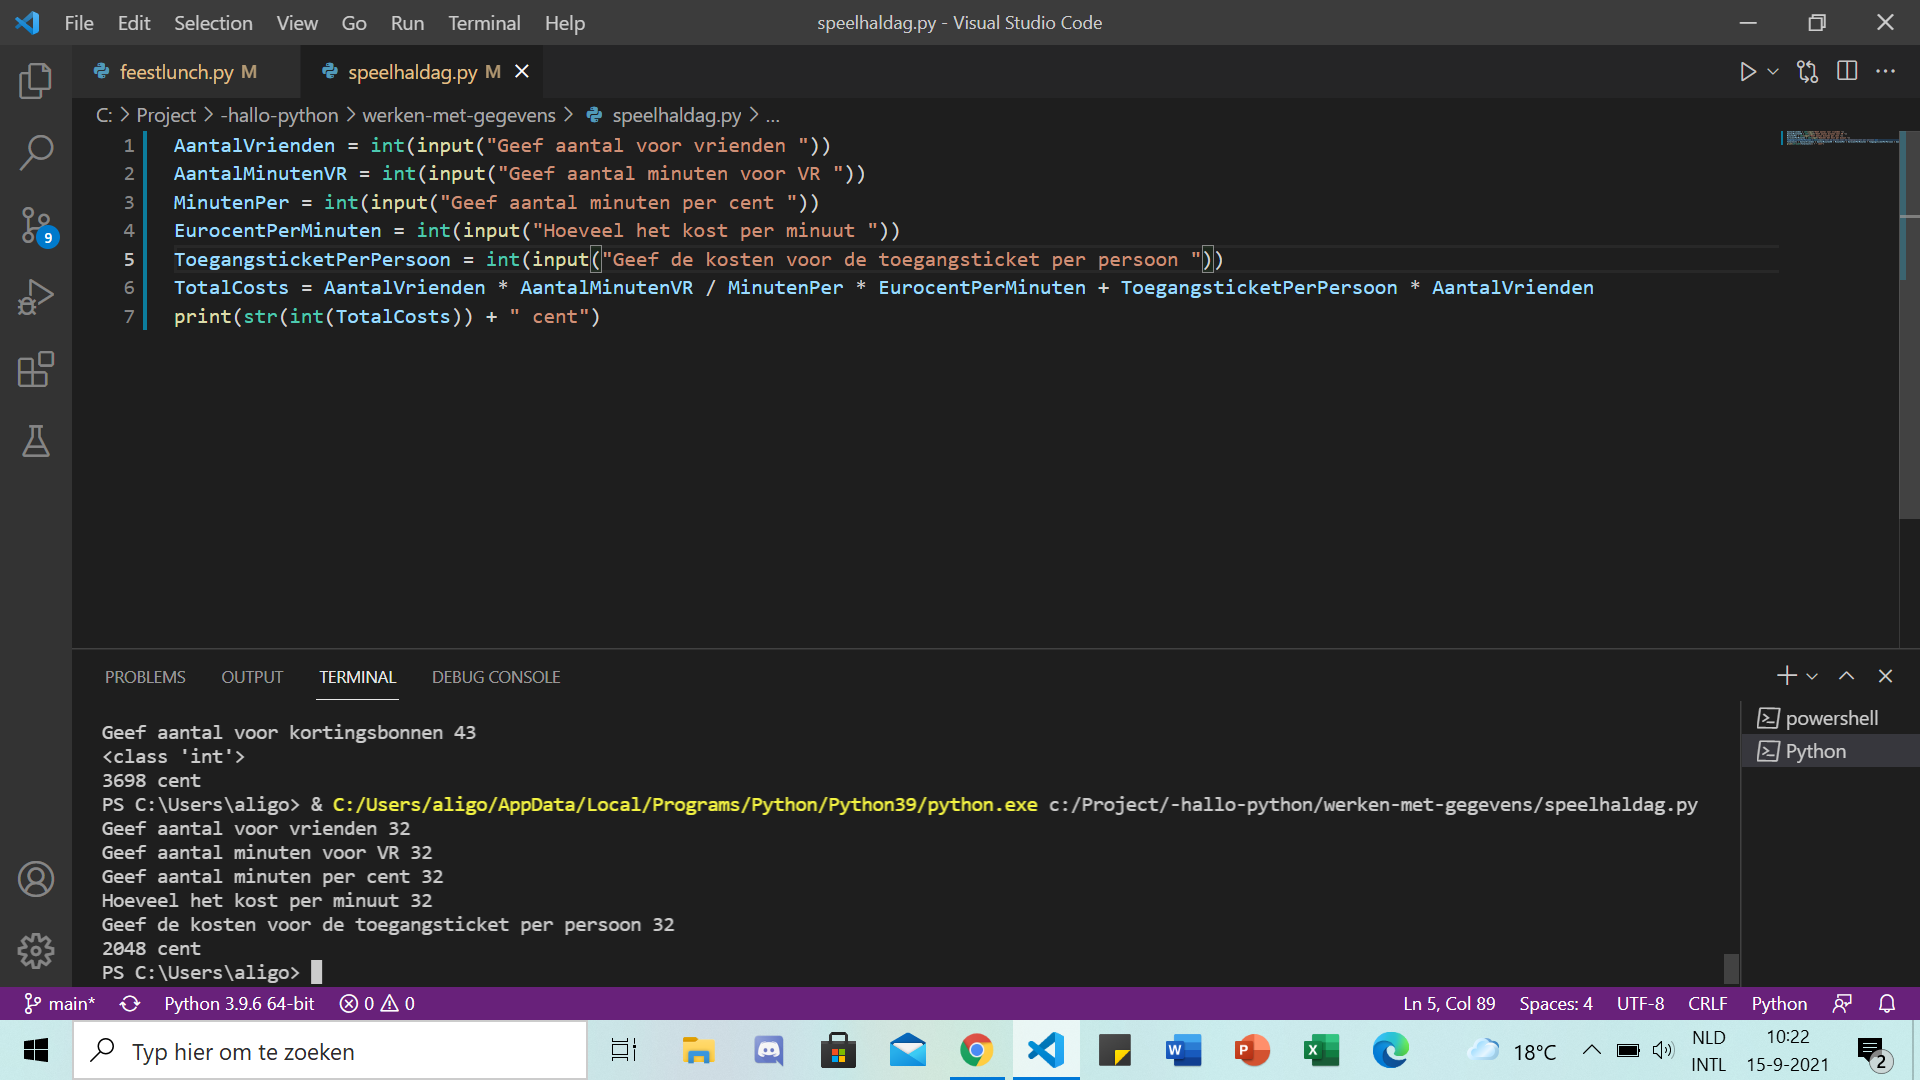 File Edit Selection View Go Run Terminal Help
speelhaldag.py - Visual Studio Code
feestlunch.py M
speelhaldag.py M
C: > Project > -hallo-python > werken-met-gegevens > speelhaldag.py > ...
1 AantalVrienden = int(input("Geef aantal voor vrienden "))
2 AantalMinutenVR = int(input("Geef aantal minuten voor VR "))
3 MinutenPer = int(input("Geef aantal minuten per cent "))
4 EurocentPerMinuten = int(input("Hoeveel het kost per minuut "))
5 ToegangsticketPerPersoon = int(input("Geef de kosten voor de toegangsticket per persoon "))
6 TotalCosts = AantalVrienden * AantalMinutenVR / MinutenPer * EurocentPerMinuten + ToegangsticketPerPersoon * AantalVrienden
7 print(str(int(TotalCosts)) + " cent")
9
PROBLEMS OUTPUT TERMINAL DEBUG CONSOLE
powershell
Python
Geef aantal voor kortingsbonnen 43
<class 'int'>
3698 cent
PS C:\Users\aligo> & C:/Users/aligo/AppData/Local/Programs/Python/Python39/python.exe c:/Project/-hallo-python/werken-met-gegevens/speelhaldag.py
Geef aantal voor vrienden 32
Geef aantal minuten voor VR 32
Geef aantal minuten per cent 32
Hoeveel het kost per minuut 32
Geef de kosten voor de toegangsticket per persoon 32
2048 cent
PS C:\Users\aligo>
main* Python 3.9.6 64-bit 0 0
Ln 5, Col 89 Spaces: 4 UTF-8 CRLF Python
Typ hier om te zoeken
18°C
NLD
INTL
10:22
15-9-2021
2